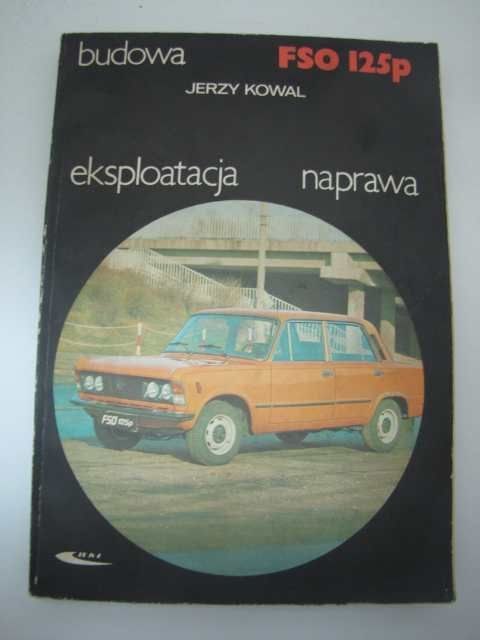 budowa FSO 125p
JERZY KOWAL
eksploatacja naprawa
FSO 125p